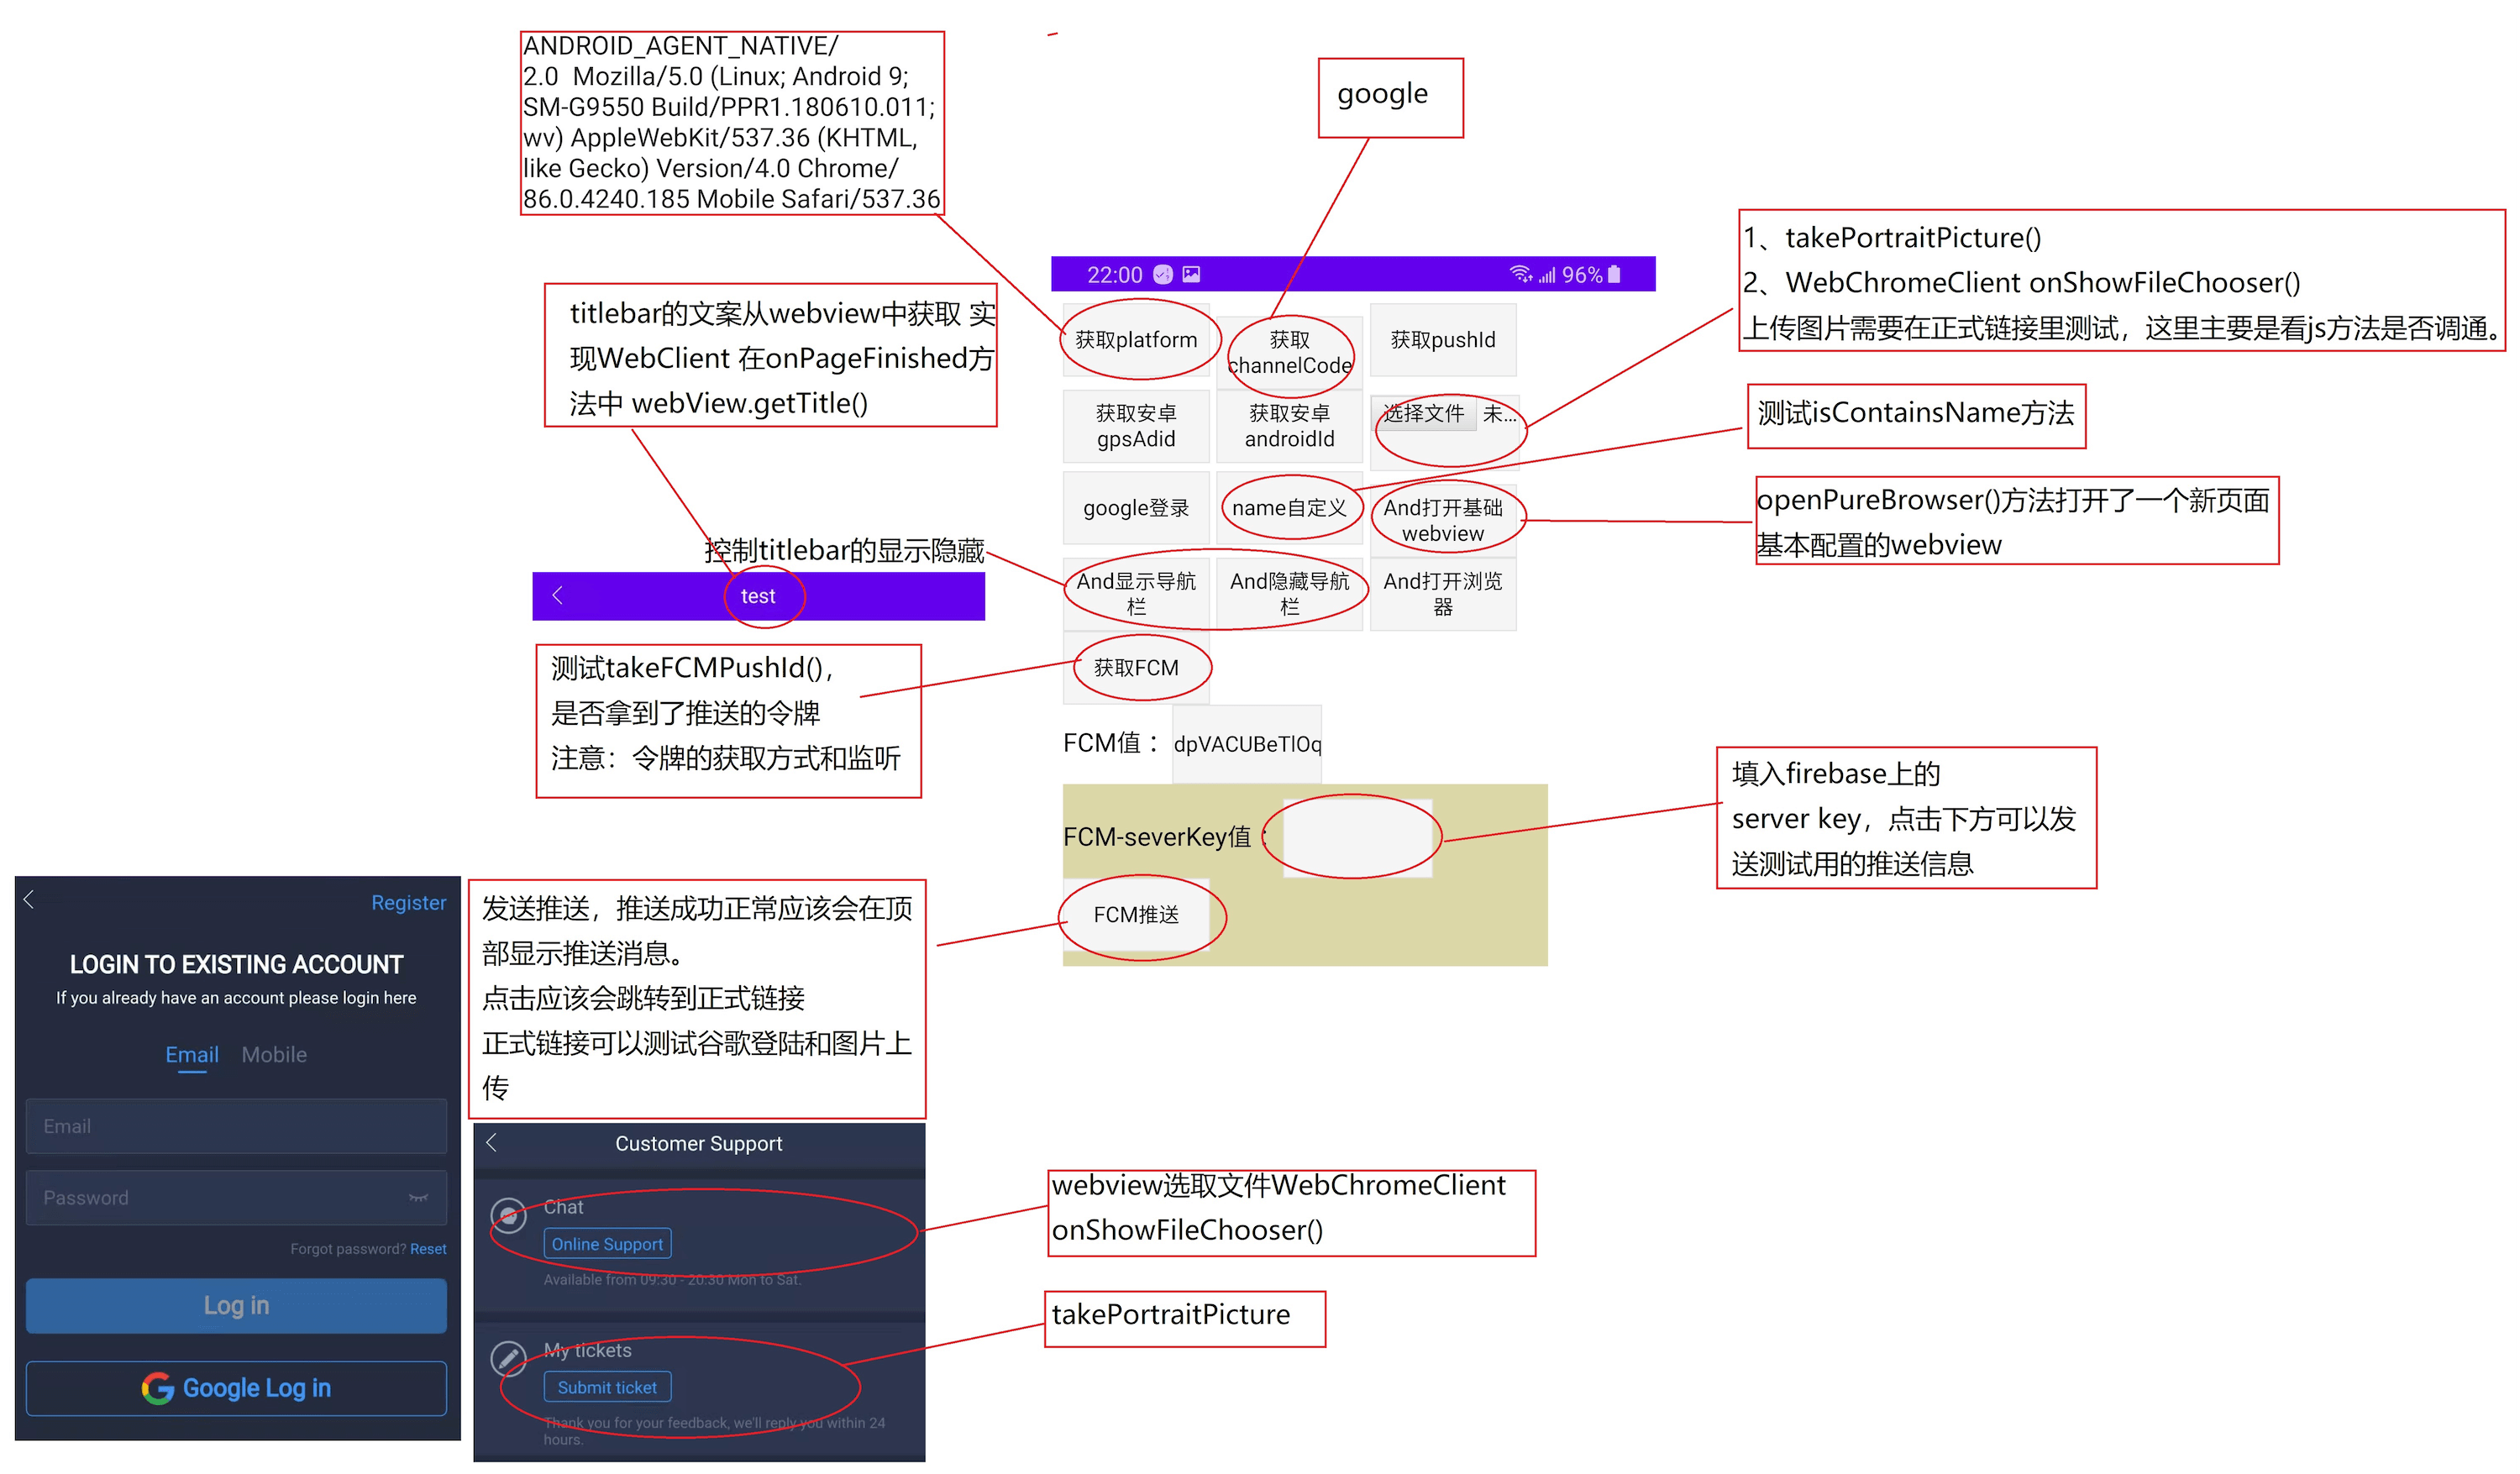 ANDROID_AGENT_NATIVE/
2.0  Mozilla/5.0 (Linux; Android 9;
SM-G9550 Build/PPR1.180610.011;
wv) AppleWebKit/537.36 (KHTML,
like Gecko) Version/4.0 Chrome/
86.0.4240.185 Mobile Safari/537.36
google
1、takePortraitPicture()
2、WebChromeClient onShowFileChooser()
上传图片需要在正式链接里测试，这里主要是看js方法是否调通。
titlebar的文案从webview中获取 实
现WebClient 在onPageFinished方
法中 webView.getTitle()
22:00
96%
获取platform
获取
channelCode
获取pushId
获取安卓
gpsAdid
获取安卓
androidId
选择文件 未...
测试isContainsName方法
google登录
name自定义
And打开基础
webview
openPureBrowser()方法打开了一个新页面
基本配置的webview
控制titlebar的显示隐藏
test
And显示导航
栏
And隐藏导航
栏
And打开浏览
器
测试takeFCMPushId()，
是否拿到了推送的令牌
注意：令牌的获取方式和监听
获取FCM
FCM值：
dpVACUBeTlOq
FCM-severKey值：
填入firebase上的
server key，点击下方可以发
送测试用的推送信息
FCM推送
发送推送，推送成功正常应该会在顶
部显示推送消息。
点击应该会跳转到正式链接
正式链接可以测试谷歌登陆和图片上
传
Register
LOGIN TO EXISTING ACCOUNT
If you already have an account please login here
Email Mobile
Email
Password
Forgot password? Reset
Log in
Google Log in
Customer Support
Chat
Online Support
Available from 09:30 - 20:30 Mon to Sat.
My tickets
Submit ticket
Thank you for your feedback, we'll reply you within 24
hours.
webview选取文件WebChromeClient
onShowFileChooser()
takePortraitPicture